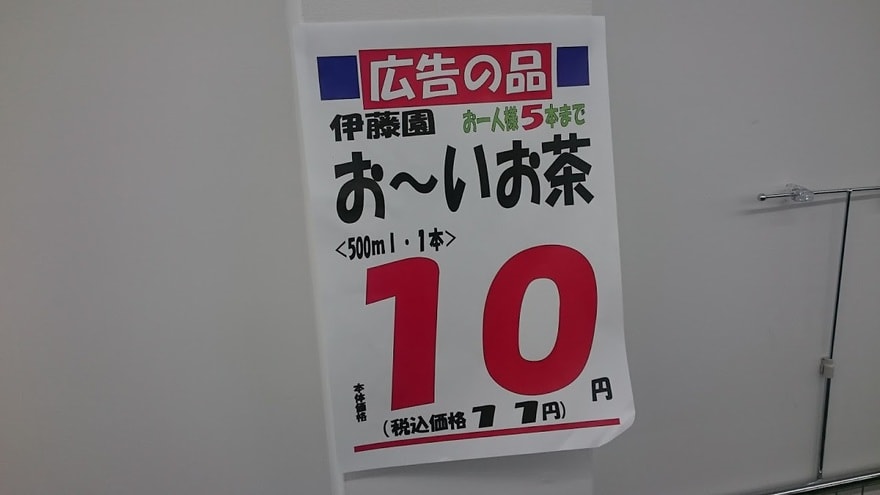 広告の品
伊藤園 お一人様5本まで
お～いお茶
<500ml・1本>
本体価格 10円
(税込価格 11円)